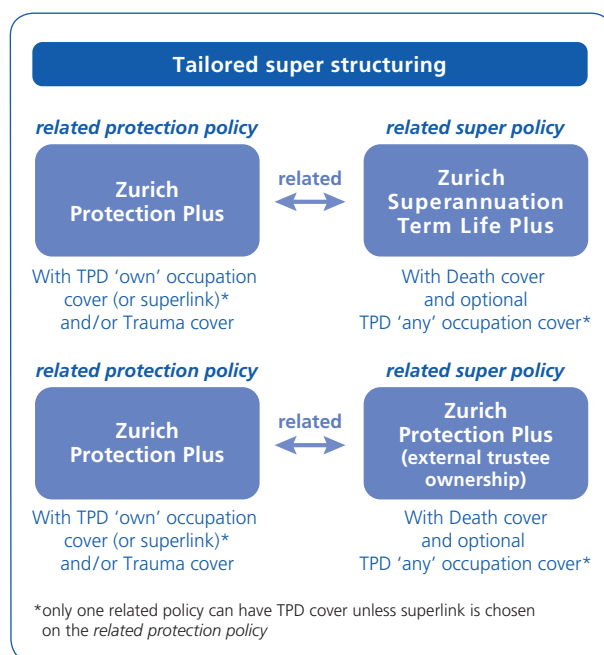 Tailored super structuring
related protection policy
related super policy
Zurich
Protection Plus
related
Zurich
Superannuation
Term Life Plus
With TPD ‘own’ occupation
cover (or superlink)*
and/or Trauma cover
With Death cover
and optional
TPD ‘any’ occupation cover*
related protection policy
related super policy
Zurich
Protection Plus
related
Zurich
Protection Plus
(external trustee
ownership)
With TPD ‘own’ occupation
cover (or superlink)*
and/or Trauma cover
With Death cover
and optional
TPD ‘any’ occupation cover*
*only one related policy can have TPD cover unless superlink is chosen
on the related protection policy